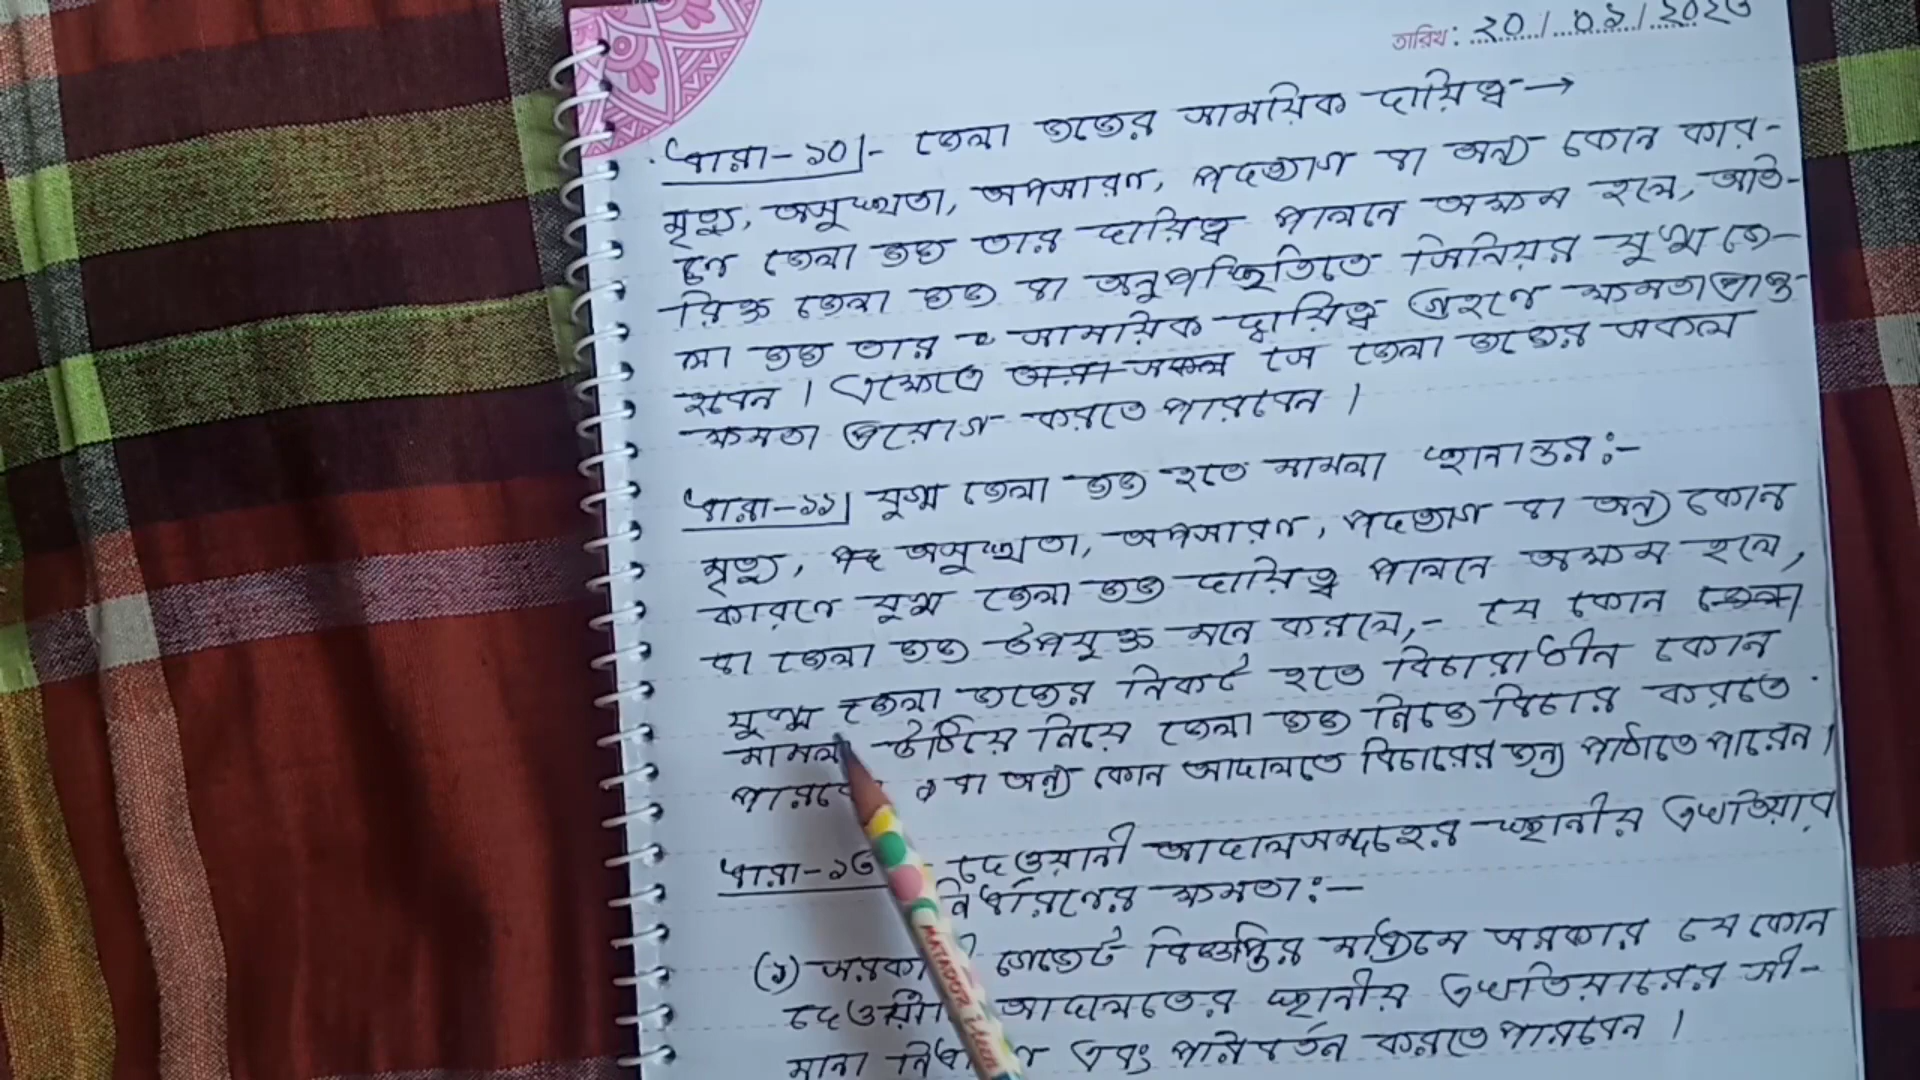 তারিখ: ২০/০১/২০২৩
ধারা-১০।- জেলা জজের সাময়িক দায়িত্ব →
মৃত্যু, অসুস্থতা, অপসারণ, পদত্যাগ বা অন্য কোন কার-
ণে জেলা জজ তার দায়িত্ব পালনে অক্ষম হলে, অতি-
রিক্ত জেলা জজ বা অনুপস্থিতিতে সিনিয়র যুগ্ম জে-
লা জজ তার সাময়িক দায়িত্ব গ্রহণে ক্ষমতাপ্রাপ্ত
হবেন। এক্ষেত্রে তারা সকল সে জেলা জজের সকল
ক্ষমতা প্রয়োগ করতে পারবেন।
ধারা-১১। যুগ্ম জেলা জজ হতে মামলা স্থানান্তর:-
মৃত্যু, পদ অসুস্থতা, অপসারণ, পদত্যাগ বা অন্য কোন
কারণে যুগ্ম জেলা জজ দায়িত্ব পালনে অক্ষম হলে,
বা জেলা জজ উপযুক্ত মনে করলে,- যে কোন জেলা
যুগ্ম জেলা জজের নিকট হতে বিচারাধীন কোন
মামলা উঠিয়ে নিয়ে জেলা জজ নিজে বিচার করতে
বা অন্য কোন আদালতে বিচারের জন্য পাঠাতে পারেন।
ধারা-১৩ দেওয়ানী আদালতসমূহের স্থানীয় এখতিয়ার
নির্ধারণের ক্ষমতা:-
(১) গেজেট বিজ্ঞপ্তির মাধ্যমে সরকার যে কোন
আদালতের স্থানীয় এখতিয়ারের সী-
মানা এবং পরিবর্তন করতে পারবেন।
MATADOR